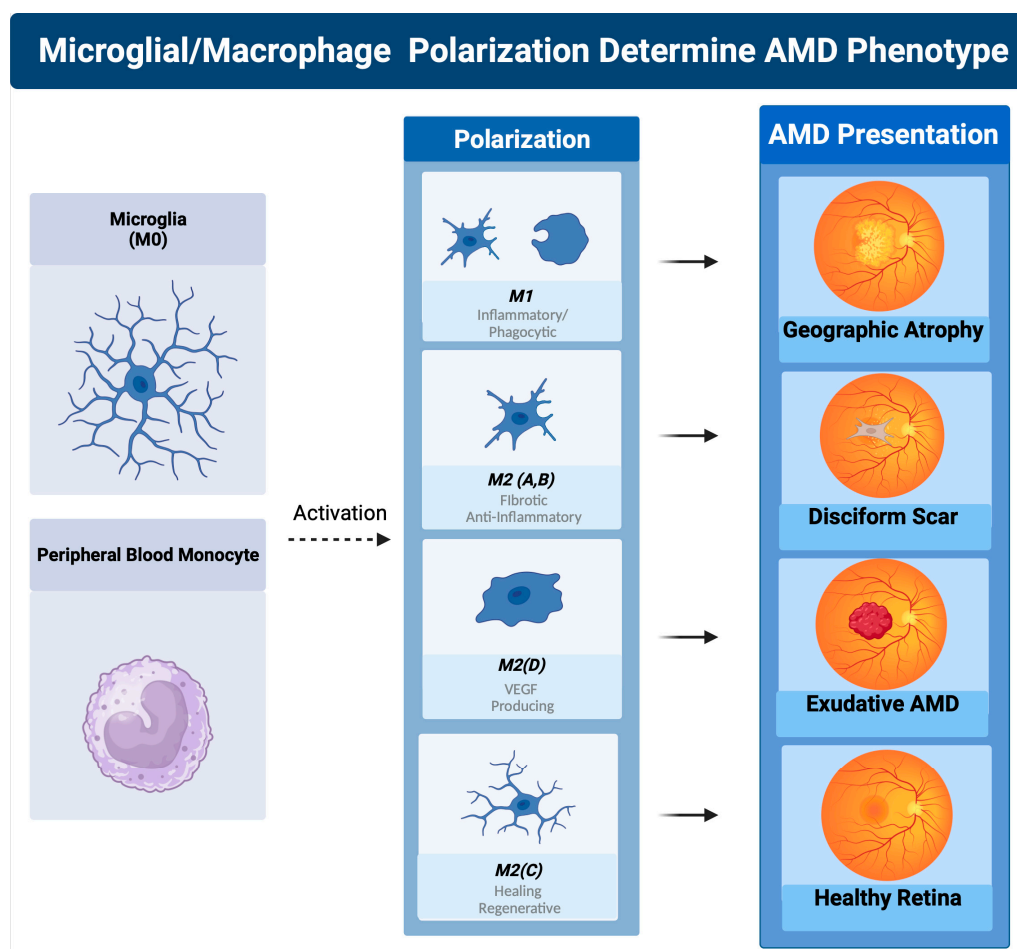 Microglial/Macrophage Polarization Determine AMD Phenotype
Microglia
(M0)
Peripheral Blood Monocyte
Activation
Polarization
M1
Inflammatory/
Phagocytic
M2 (A,B)
FIbrotic
Anti-Inflammatory
M2(D)
VEGF
Producing
M2(C)
Healing
Regenerative
AMD Presentation
Geographic Atrophy
Disciform Scar
Exudative AMD
Healthy Retina